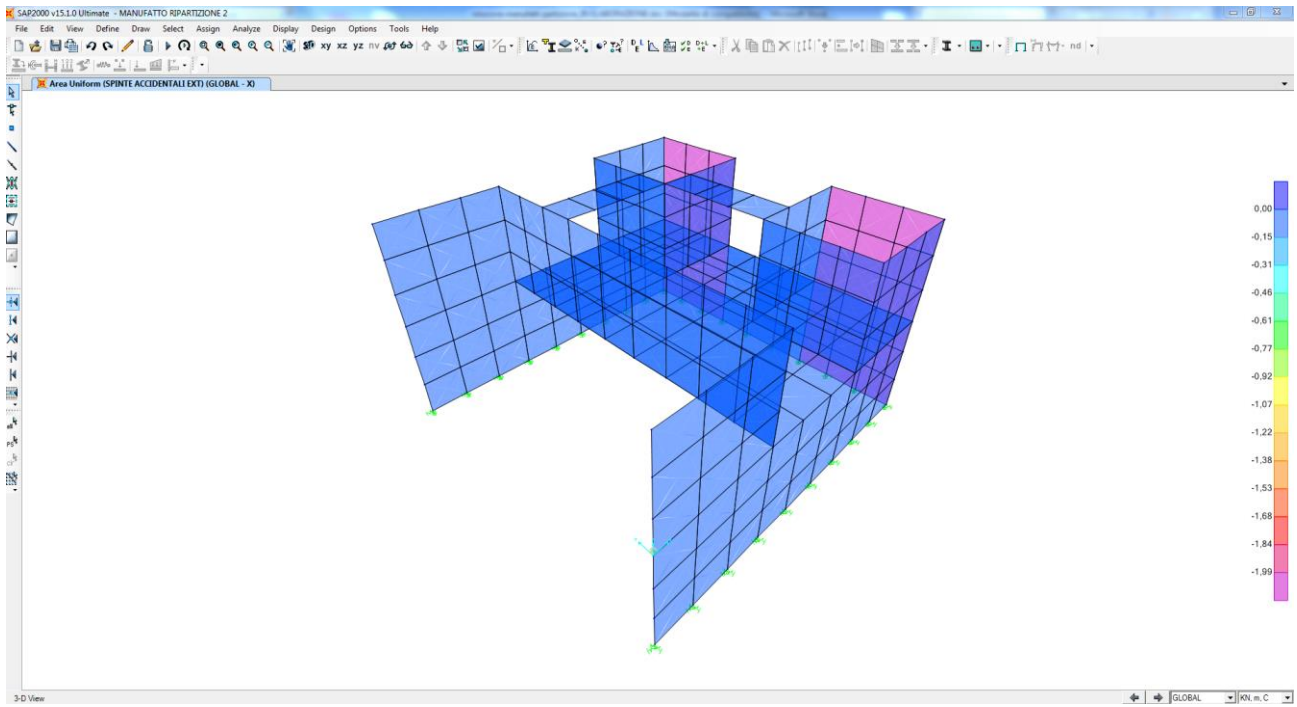 SAP2000 v15.1.0 Ultimate - MANUFATTO RIPARTIZIONE 2
File Edit View Define Draw Select Assign Analyze Display Design Options Tools Help
xy xz yz nv
nd
Area Uniform (SPINTE ACCIDENTALI EXT) (GLOBAL - X)
0,00
-0,15
-0,31
-0,46
-0,61
-0,77
-0,92
-1,07
-1,22
-1,38
-1,53
-1,68
-1,84
-1,99
all
PS
3-D View
GLOBAL
KN, m, C